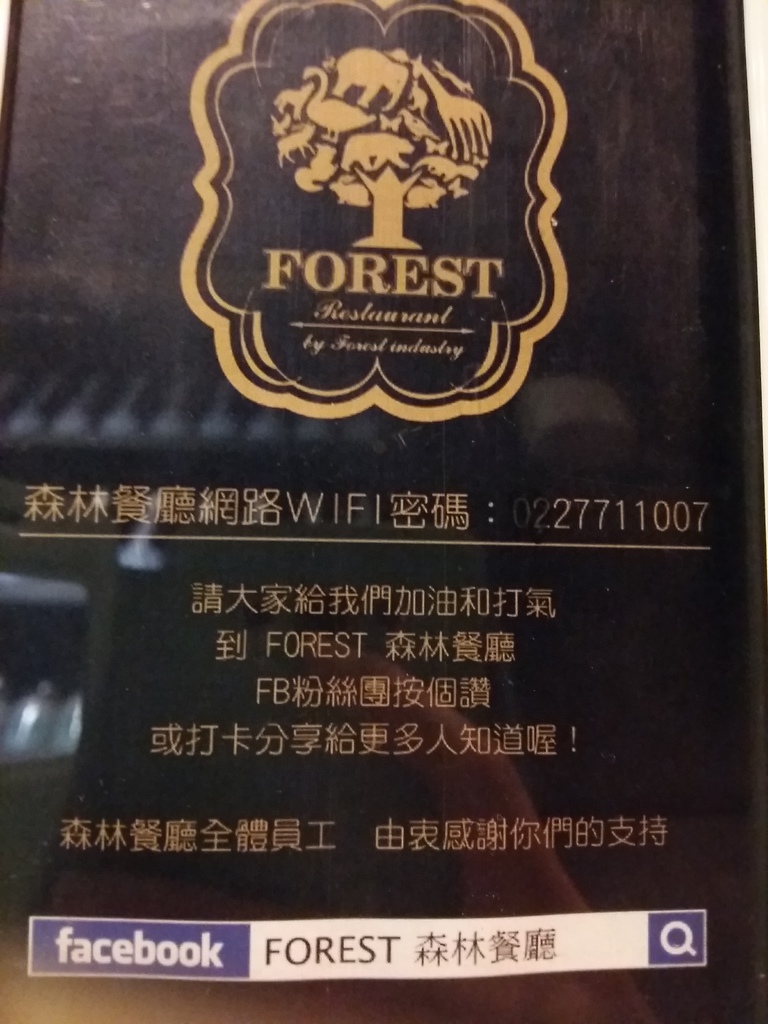 FOREST
Restaurant
by Forest industry
森林餐廳網路WIFI密碼：0227711007
請大家給我們加油和打氣
到 FOREST 森林餐廳
FB粉絲團按個讚
或打卡分享給更多人知道喔！
森林餐廳全體員工 由衷感謝你們的支持
facebook FOREST 森林餐廳